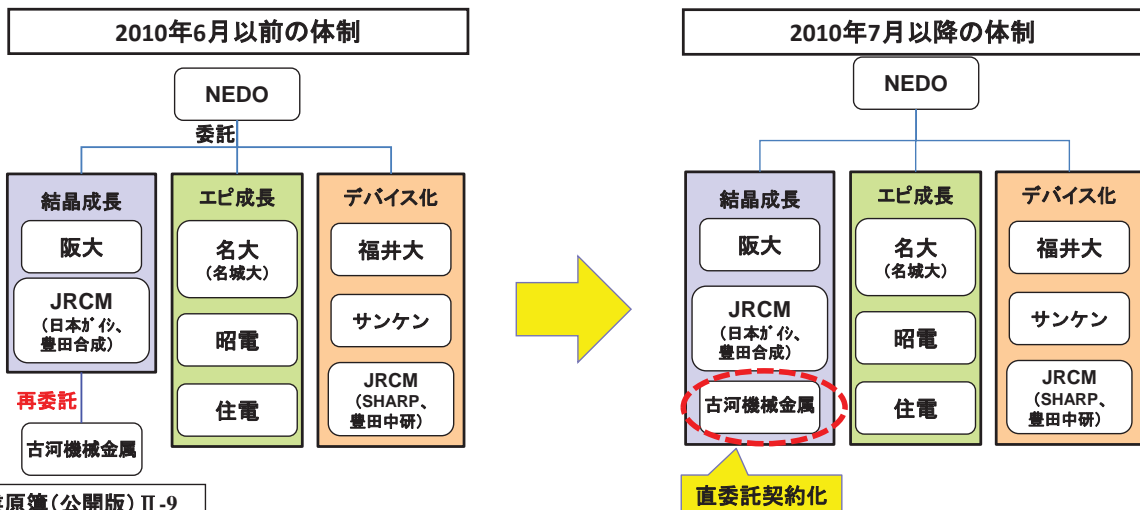 2010年6月以前の体制
NEDO
委託
結晶成長
阪大
JRCM
(日本ｶﾞｲｼ、
豊田合成)
再委託
古河機械金属
エピ成長
名大
(名城大)
昭電
住電
デバイス化
福井大
サンケン
JRCM
(SHARP、
豊田中研)
原簿(公開版)Ⅱ-9
2010年7月以降の体制
NEDO
結晶成長
阪大
JRCM
(日本ｶﾞｲｼ、
豊田合成)
古河機械金属
直委託契約化
エピ成長
名大
(名城大)
昭電
住電
デバイス化
福井大
サンケン
JRCM
(SHARP、
豊田中研)